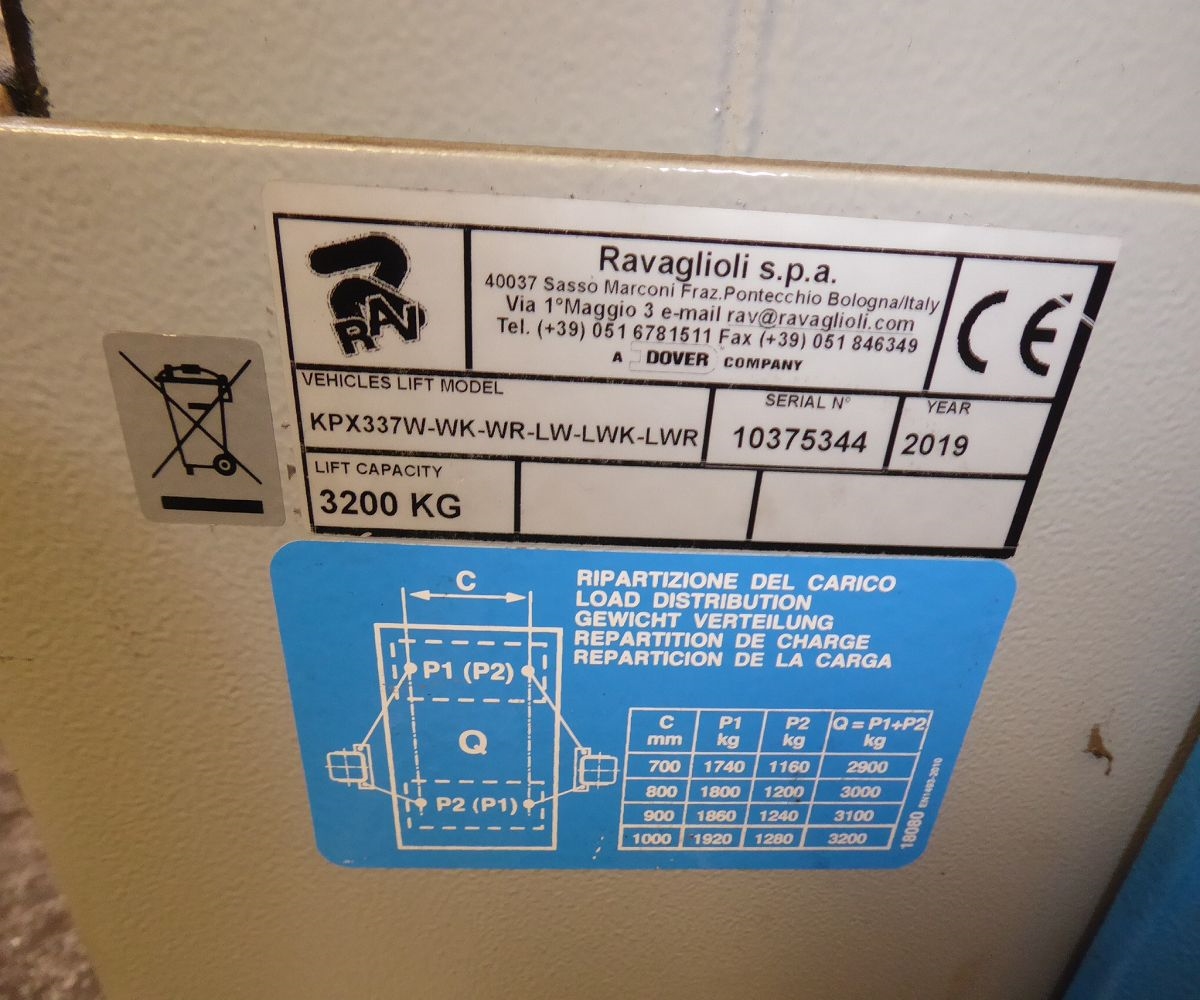 RAV
Ravaglioli s.p.a.
40037 Sasso Marconi Fraz.Pontecchio Bologna/Italy
Via 1°Maggio 3 e-mail rav@ravaglioli.com
Tel. (+39) 051 6781511 Fax (+39) 051 846349
A DOVER COMPANY
CE
VEHICLES LIFT MODEL
KPX337W-WK-WR-LW-LWK-LWR
SERIAL N°
10375344
YEAR
2019
LIFT CAPACITY
3200 KG
C
P1 (P2)
Q
P2 (P1)
RIPARTIZIONE DEL CARICO
LOAD DISTRIBUTION
GEWICHT VERTEILUNG
REPARTITION DE CHARGE
REPARTICION DE LA CARGA
C mm P1 kg P2 kg Q = P1+P2 kg
700 1740 1160 2900
800 1800 1200 3000
900 1860 1240 3100
1000 1920 1280 3200
18080 EN1493-2010